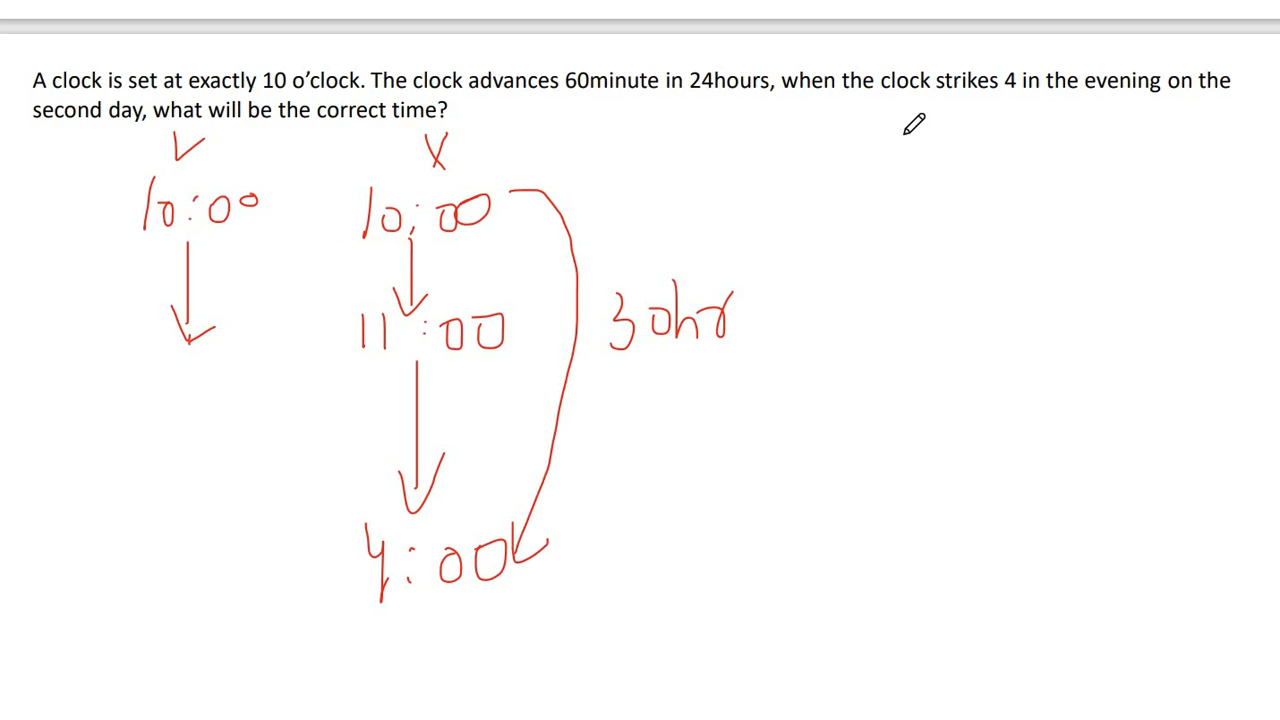 A clock is set at exactly 10 o’clock. The clock advances 60minute in 24hours, when the clock strikes 4 in the evening on the
second day, what will be the correct time?
10:00 10:00
11:00 30hr
4:00